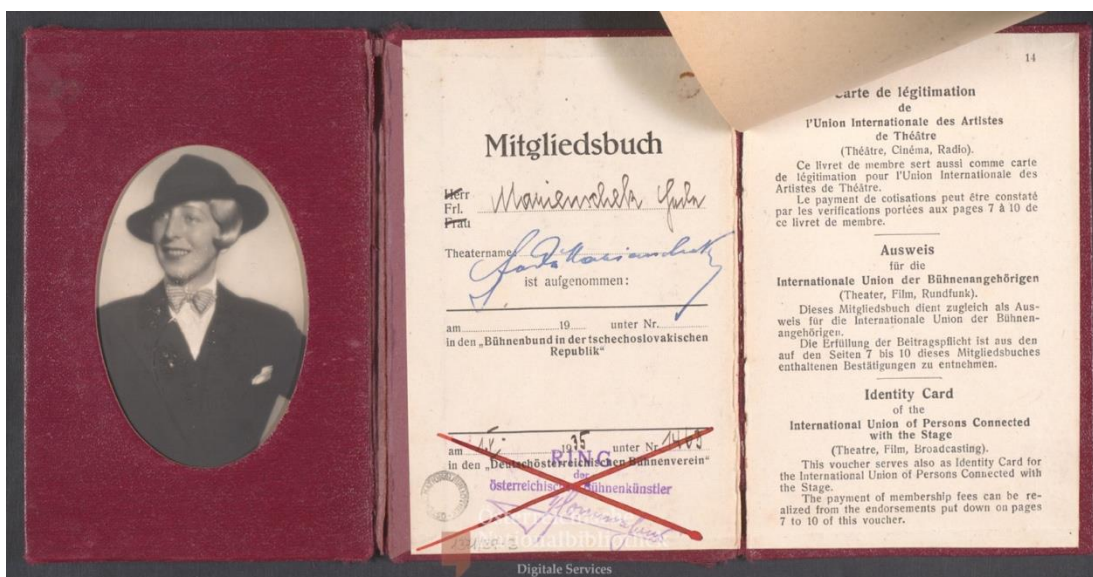 Mitgliedsbuch
Herr
Frl.
Frau
Theatername
ist aufgenommen:
am 19 unter Nr.
in den „Bühnenbund in der tschechoslovakischen
Republik“
am 1935 unter Nr.
in den „Deutschösterreichischen Bühnenverein“
RING
der
österreichischen Bühnenkünstler
Österreichische
Nationalbibliothek
Digitale Services
14
Carte de légitimation
de
l'Union Internationale des Artistes
de Théâtre
(Théâtre, Cinéma, Radio).
Ce livret de membre sert aussi comme carte
de légitimation pour l'Union Internationale des
Artistes de Théâtre.
Le payment de cotisations peut être constaté
par les verifications portées aux pages 7 à 10 de
ce livret de membre.
Ausweis
für die
Internationale Union der Bühnenangehörigen
(Theater, Film, Rundfunk).
Dieses Mitgliedsbuch dient zugleich als Aus-
weis für die Internationale Union der Bühnen-
angehörigen.
Die Erfüllung der Beitragspflicht ist aus den
auf den Seiten 7 bis 10 dieses Mitgliedsbuches
enthaltenen Bestätigungen zu entnehmen.
Identity Card
of the
International Union of Persons Connected
with the Stage
(Theatre, Film, Broadcasting).
This voucher serves also as Identity Card for
the International Union of Persons Connected with
the Stage.
The payment of membership fees can be re-
alized from the endorsements put down on pages
7 to 10 of this voucher.